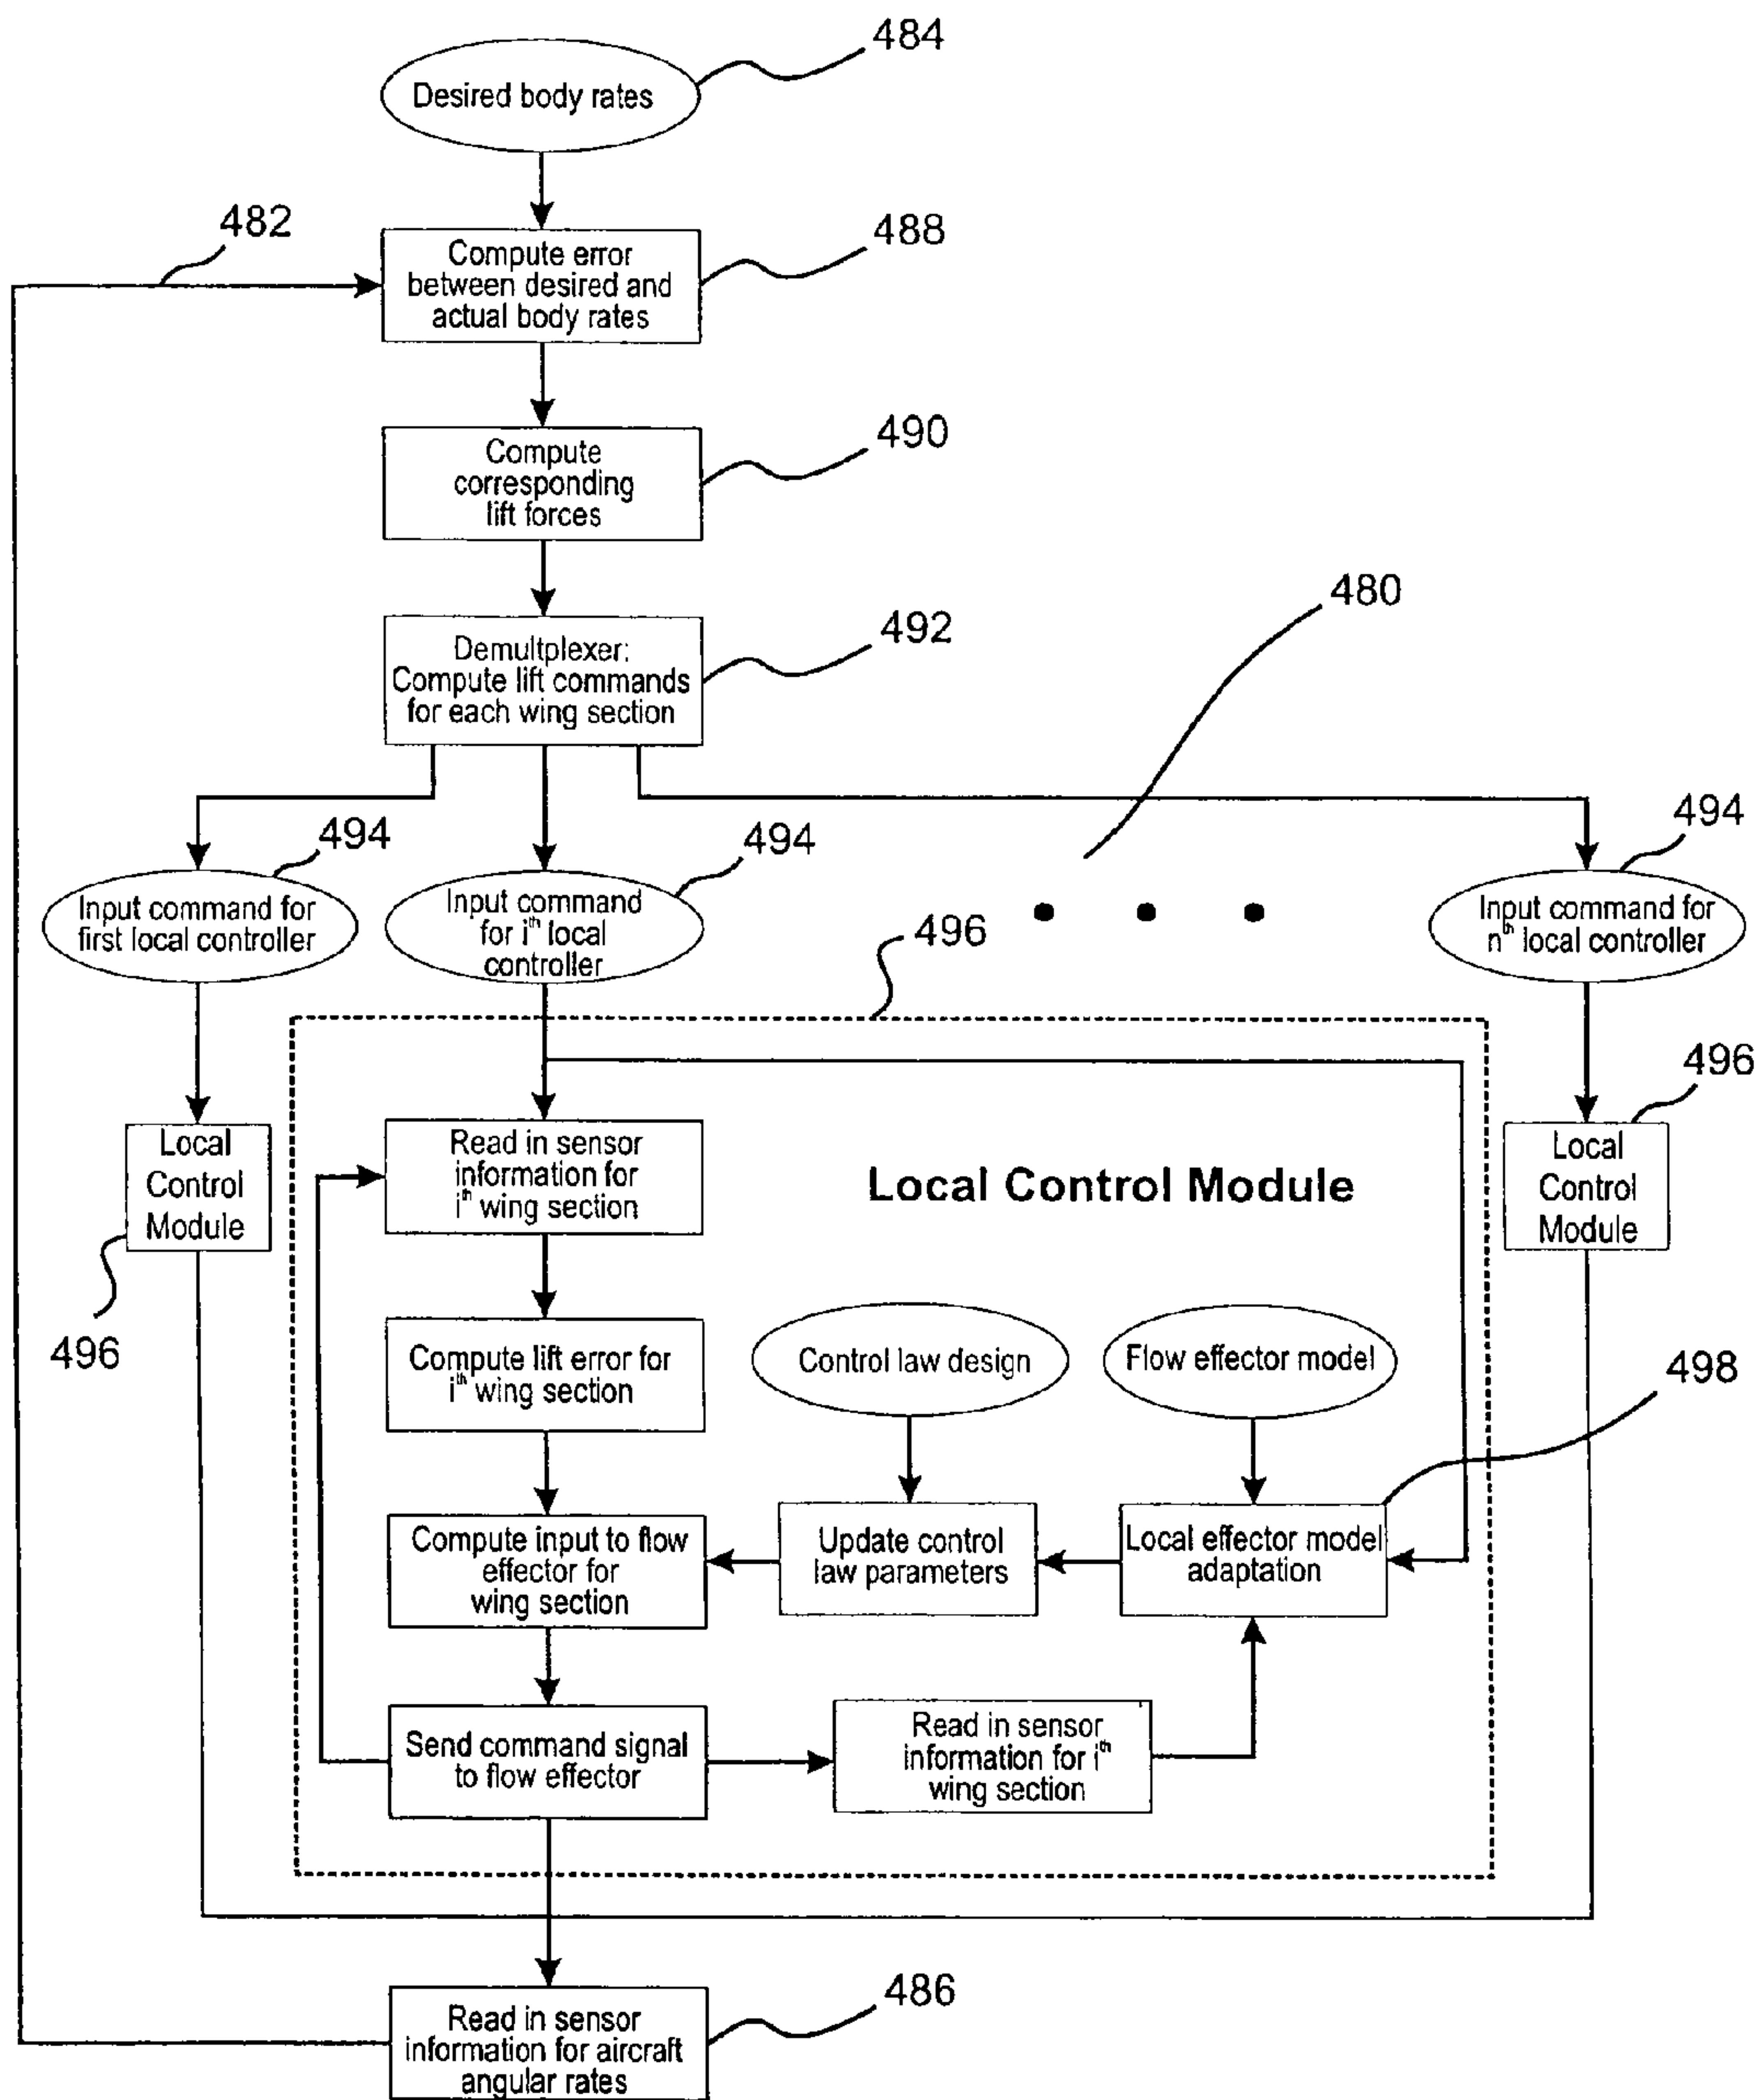 484
Desired body rates
482
488
Compute error
between desired and
actual body rates
490
Compute
corresponding
lift forces
480
492
Demultplexer:
Compute lift commands
for each wing section
494
494
494
Input command for
first local controller
Input command
for ith local
controller
Input command for
nth local controller
496
496
Local
Control
Module
496
Read in sensor
information for
ith wing section
Local Control Module
Local
Control
Module
Compute lift error for
ith wing section
Control law design
Flow effector model
498
Compute input to flow
effector for
wing section
Update control
law parameters
Local effector model
adaptation
Send command signal
to flow effector
Read in sensor
information for ith
wing section
486
Read in sensor
information for aircraft
angular rates